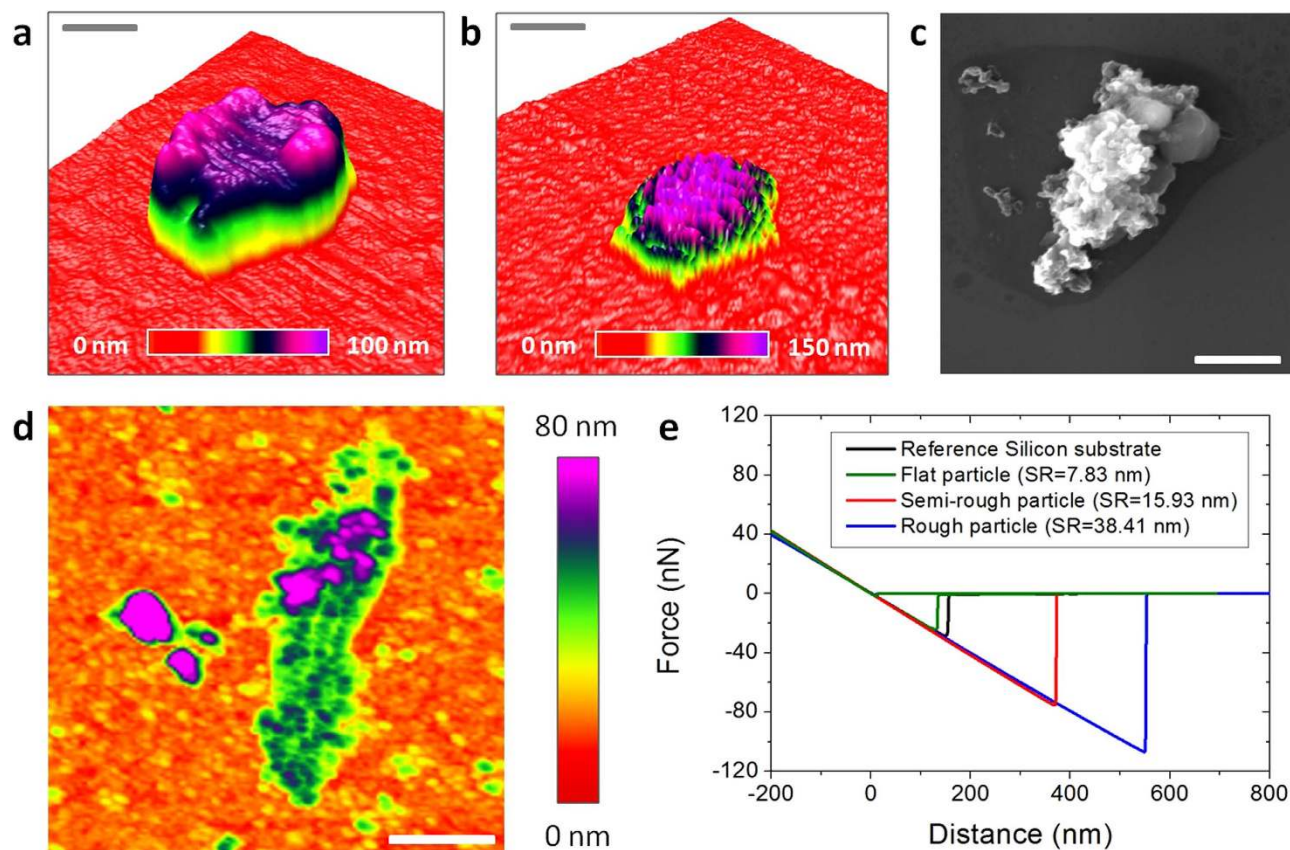 a
b
c
0 nm 100 nm
0 nm 150 nm
d
80 nm
0 nm
e
120
80
40
0
-40
-80
-120
Force (nN)
Reference Silicon substrate
Flat particle (SR=7.83 nm)
Semi-rough particle (SR=15.93 nm)
Rough particle (SR=38.41 nm)
-200 0 200 400 600 800
Distance (nm)